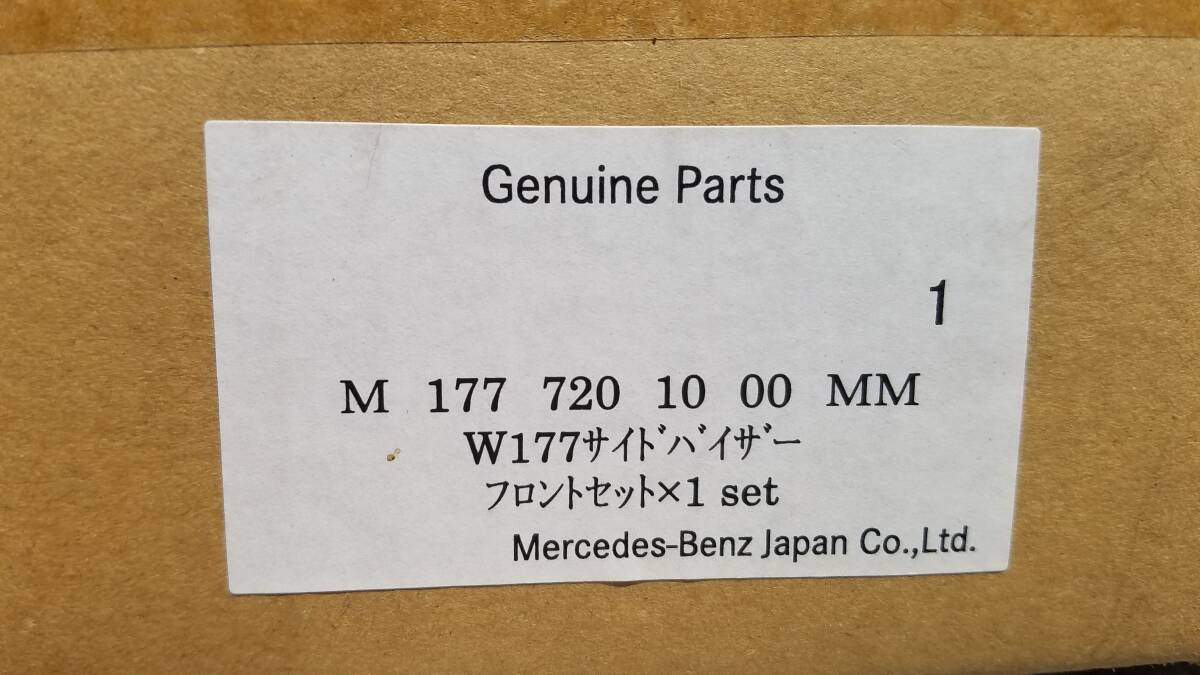 Genuine Parts
1
M 177 720 10 00 MM
W177サイドバイザー
フロントセット×1 set
Mercedes-Benz Japan Co.,Ltd.